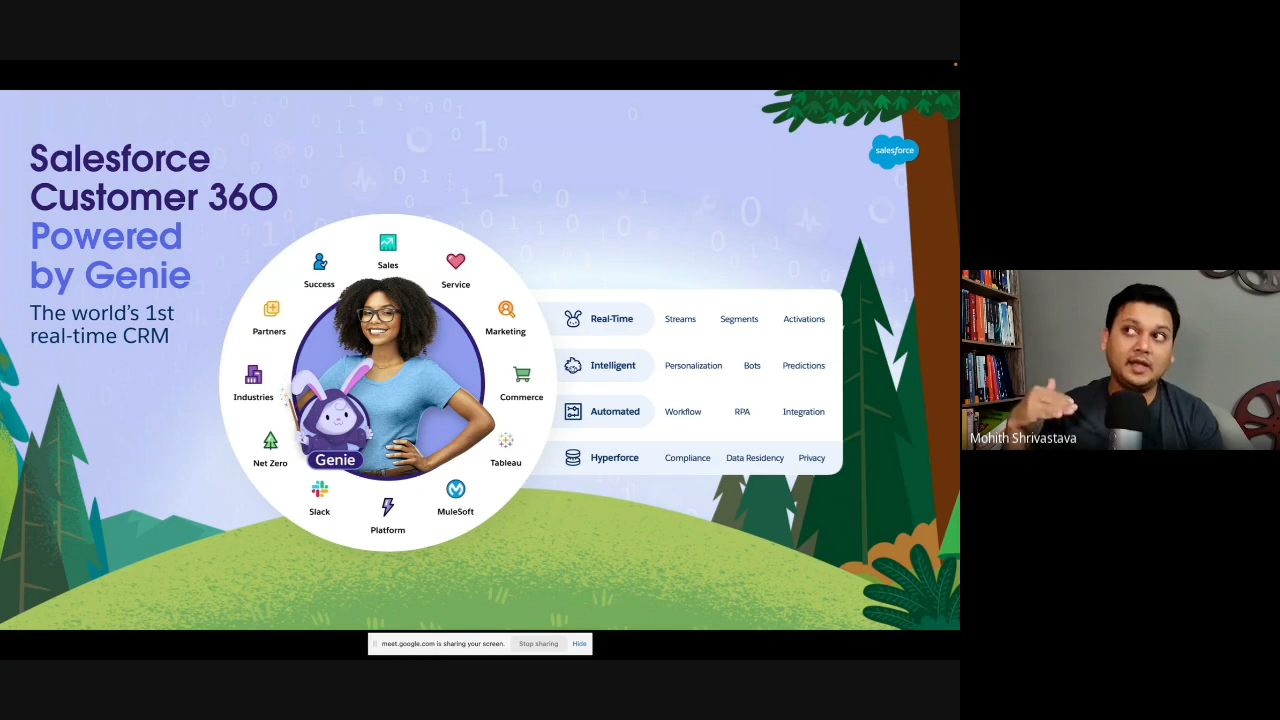 Salesforce
Customer 360
Powered
by Genie
The world's 1st
real-time CRM
salesforce
Sales
Success
Service
Partners
Marketing
Industries
Commerce
Net Zero
Tableau
Slack
MuleSoft
Platform
Genie
Real-Time Streams Segments Activations
Intelligent Personalization Bots Predictions
Automated Workflow RPA Integration
Hyperforce Compliance Data Residency Privacy
meet.google.com is sharing your screen. Stop sharing Hide
Mohith Shrivastava